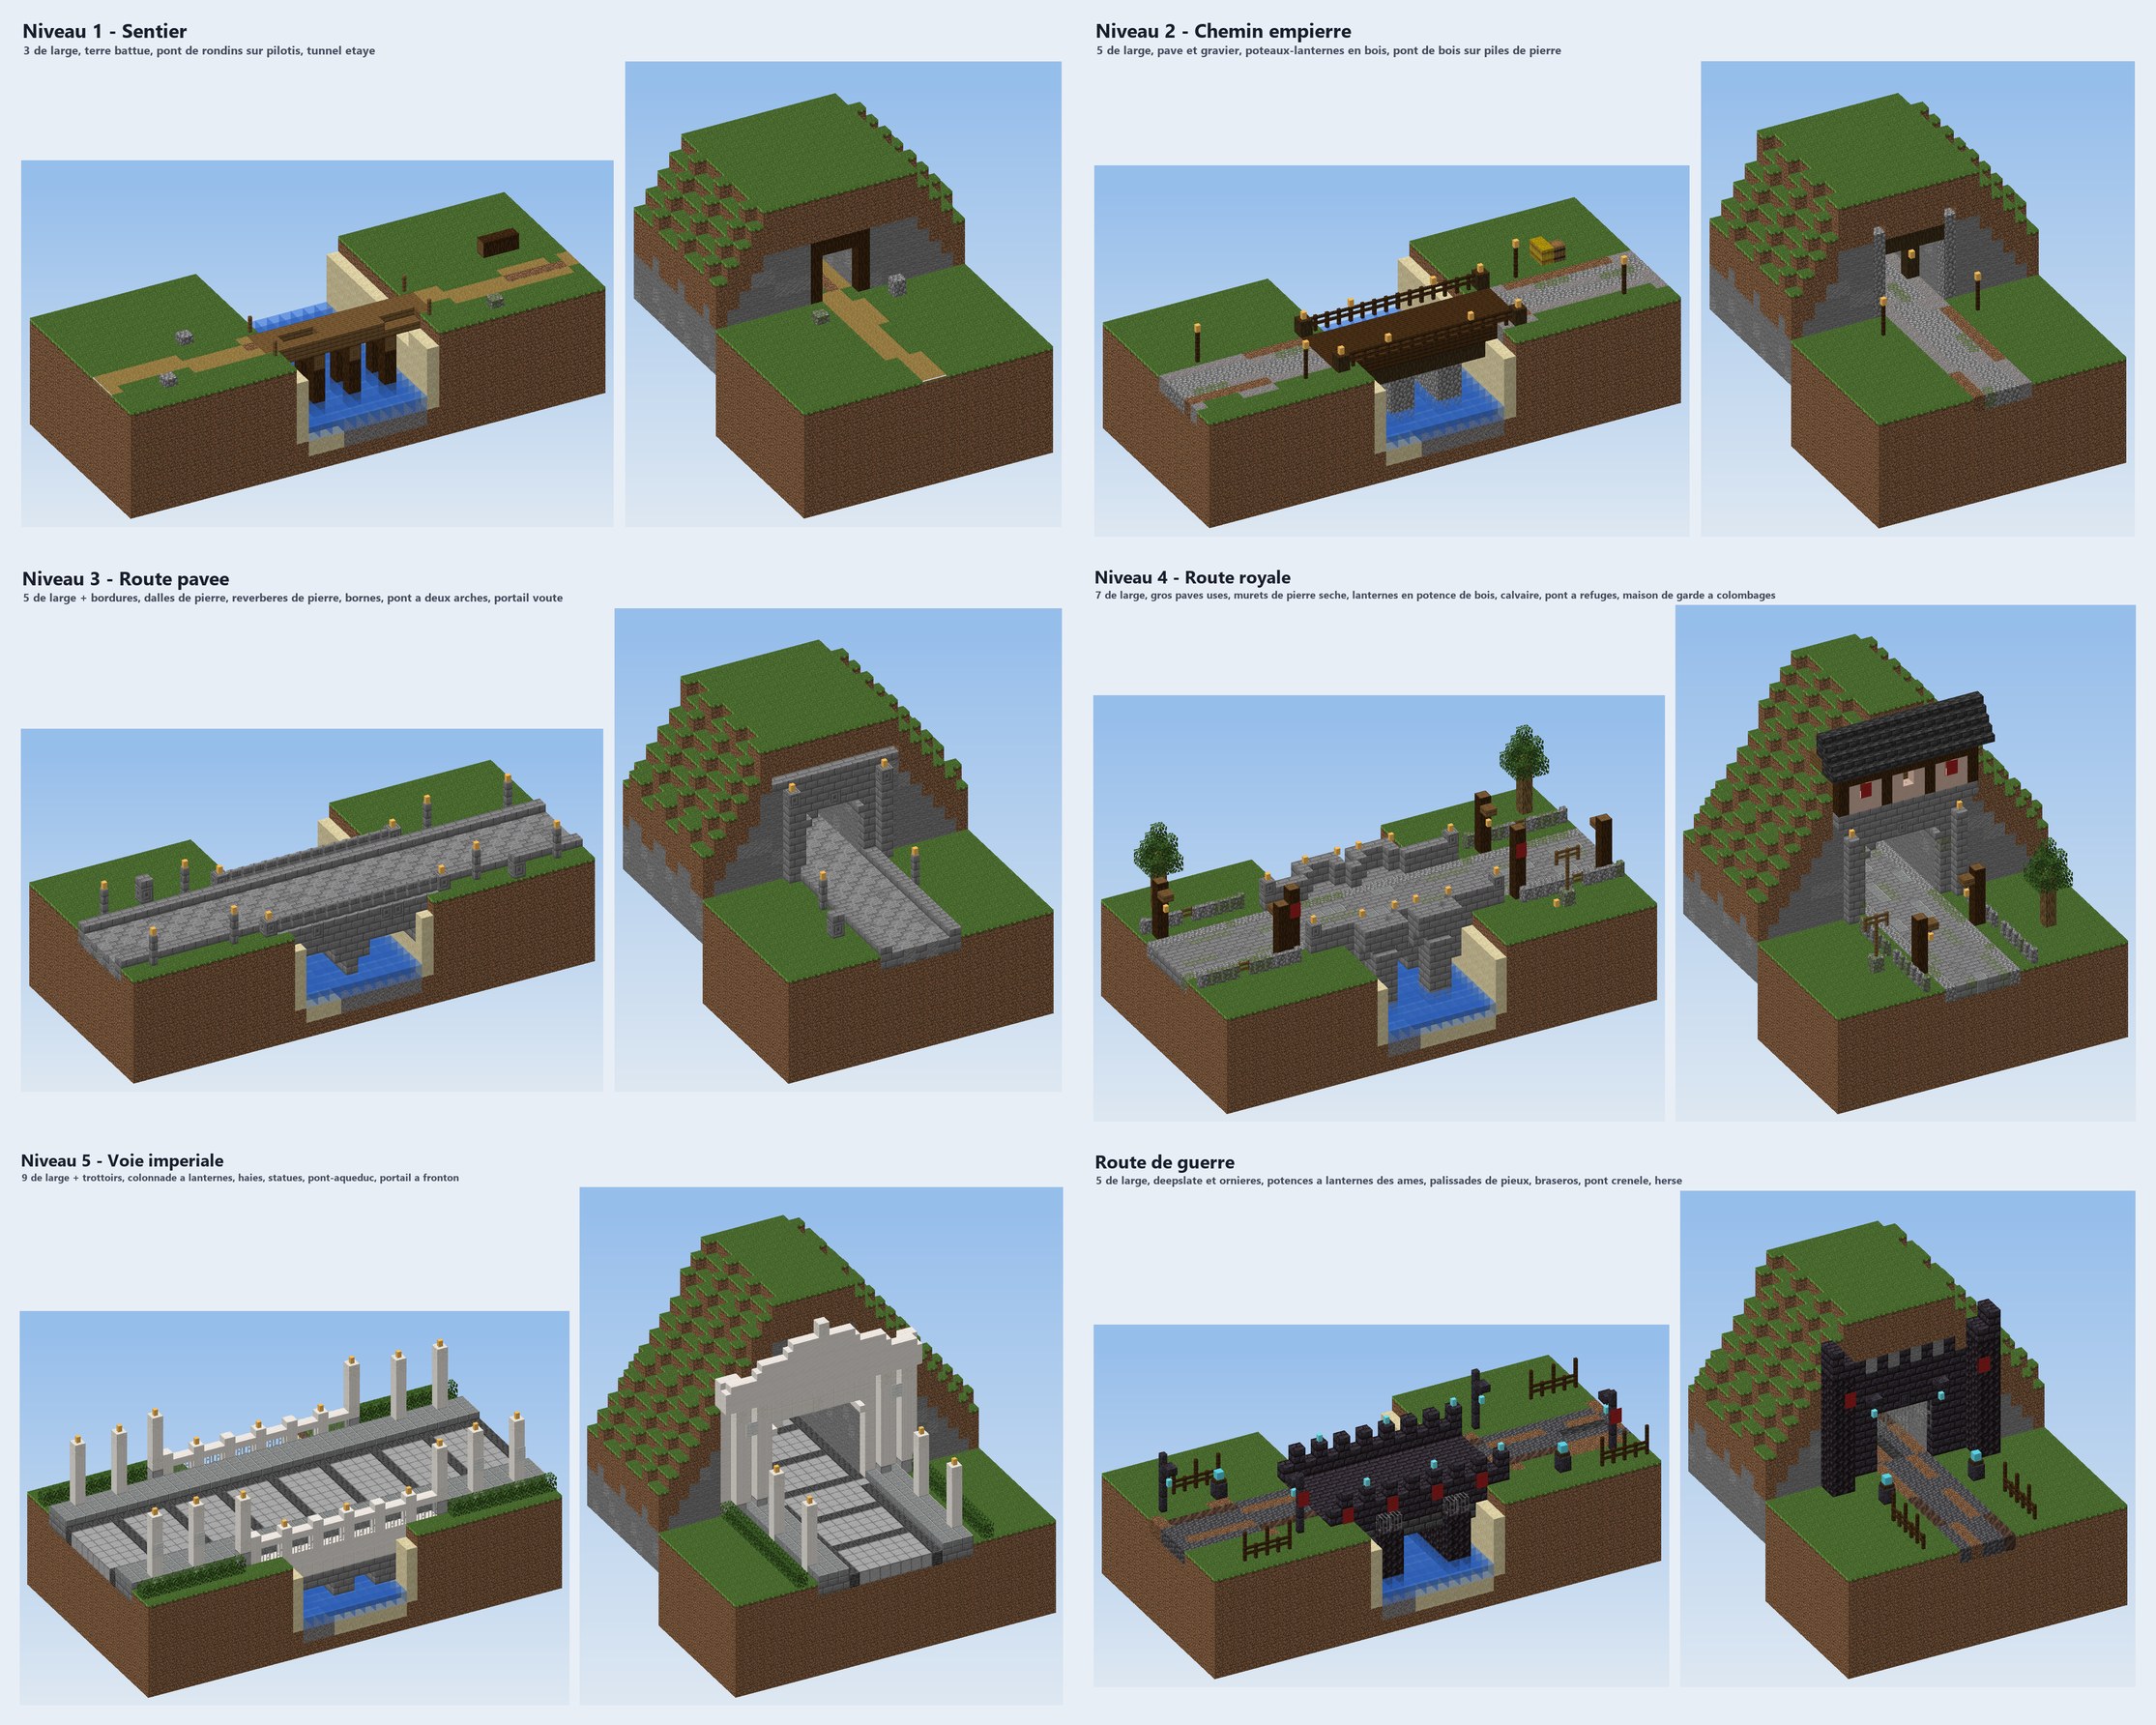 Niveau 1 - Sentier
3 de large, terre battue, pont de rondins sur pilotis, tunnel etaye
Niveau 2 - Chemin empierre
5 de large, pave et gravier, poteaux-lanternes en bois, pont de bois sur piles de pierre
Niveau 3 - Route pavee
5 de large + bordures, dalles de pierre, reverberes de pierre, bornes, pont a deux arches, portail voute
Niveau 4 - Route royale
7 de large, gros paves uses, murets de pierre seche, lanternes en potence de bois, calvaire, pont a refuges, maison de garde a colombages
Niveau 5 - Voie imperiale
9 de large + trottoirs, colonnade a lanternes, haies, statues, pont-aqueduc, portail a fronton
Route de guerre
5 de large, deepslate et ornieres, potences a lanternes des ames, palissades de pieux, braseros, pont crenele, herse